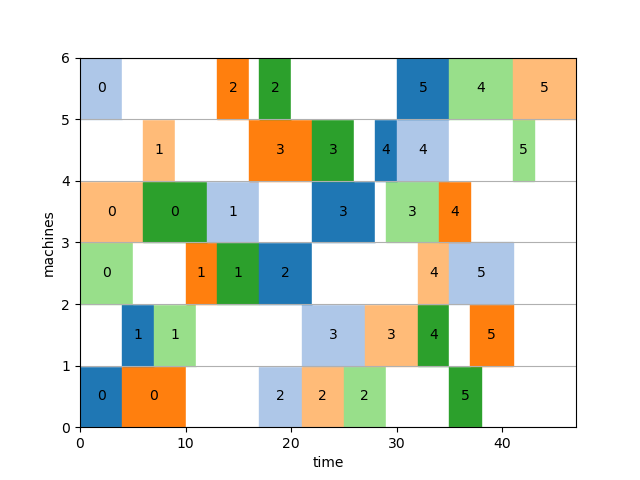 6
0 2 2 5 4 5
5
1 3 3 4 4 5
4
0 0 1 3 3 4
3
0 1 1 2 4 5
2
1 1 3 3 4 5
1
0 0 2 2 2 5
0
0 10 20 30 40
time
machines